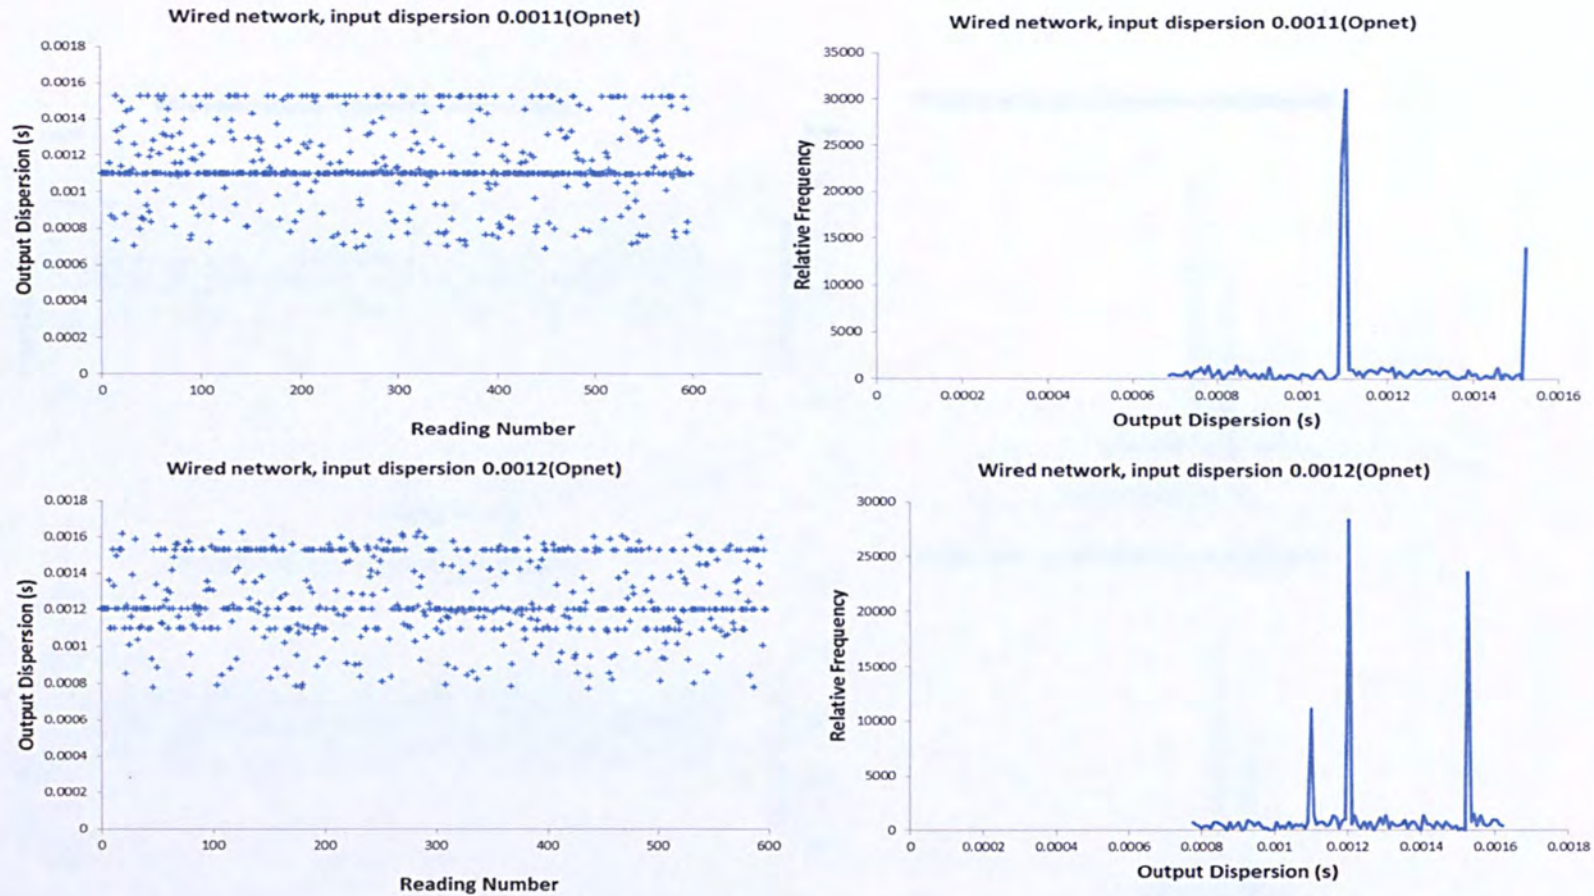 Wired network, input dispersion 0.0011(Opnet)
Output Dispersion (s)
0.0018
0.0016
0.0014
0.0012
0.001
0.0008
0.0006
0.0004
0.0002
0
0 100 200 300 400 500 600
Reading Number
Wired network, input dispersion 0.0011(Opnet)
Relative Frequency
35000
30000
25000
20000
15000
10000
5000
0
0 0.0002 0.0004 0.0006 0.0008 0.001 0.0012 0.0014 0.0016
Output Dispersion (s)
Wired network, input dispersion 0.0012(Opnet)
Output Dispersion (s)
0.0018
0.0016
0.0014
0.0012
0.001
0.0008
0.0006
0.0004
0.0002
0
0 100 200 300 400 500 600
Reading Number
Wired network, input dispersion 0.0012(Opnet)
Relative Frequency
30000
25000
20000
15000
10000
5000
0
0 0.0002 0.0004 0.0006 0.0008 0.001 0.0012 0.0014 0.0016 0.0018
Output Dispersion (s)